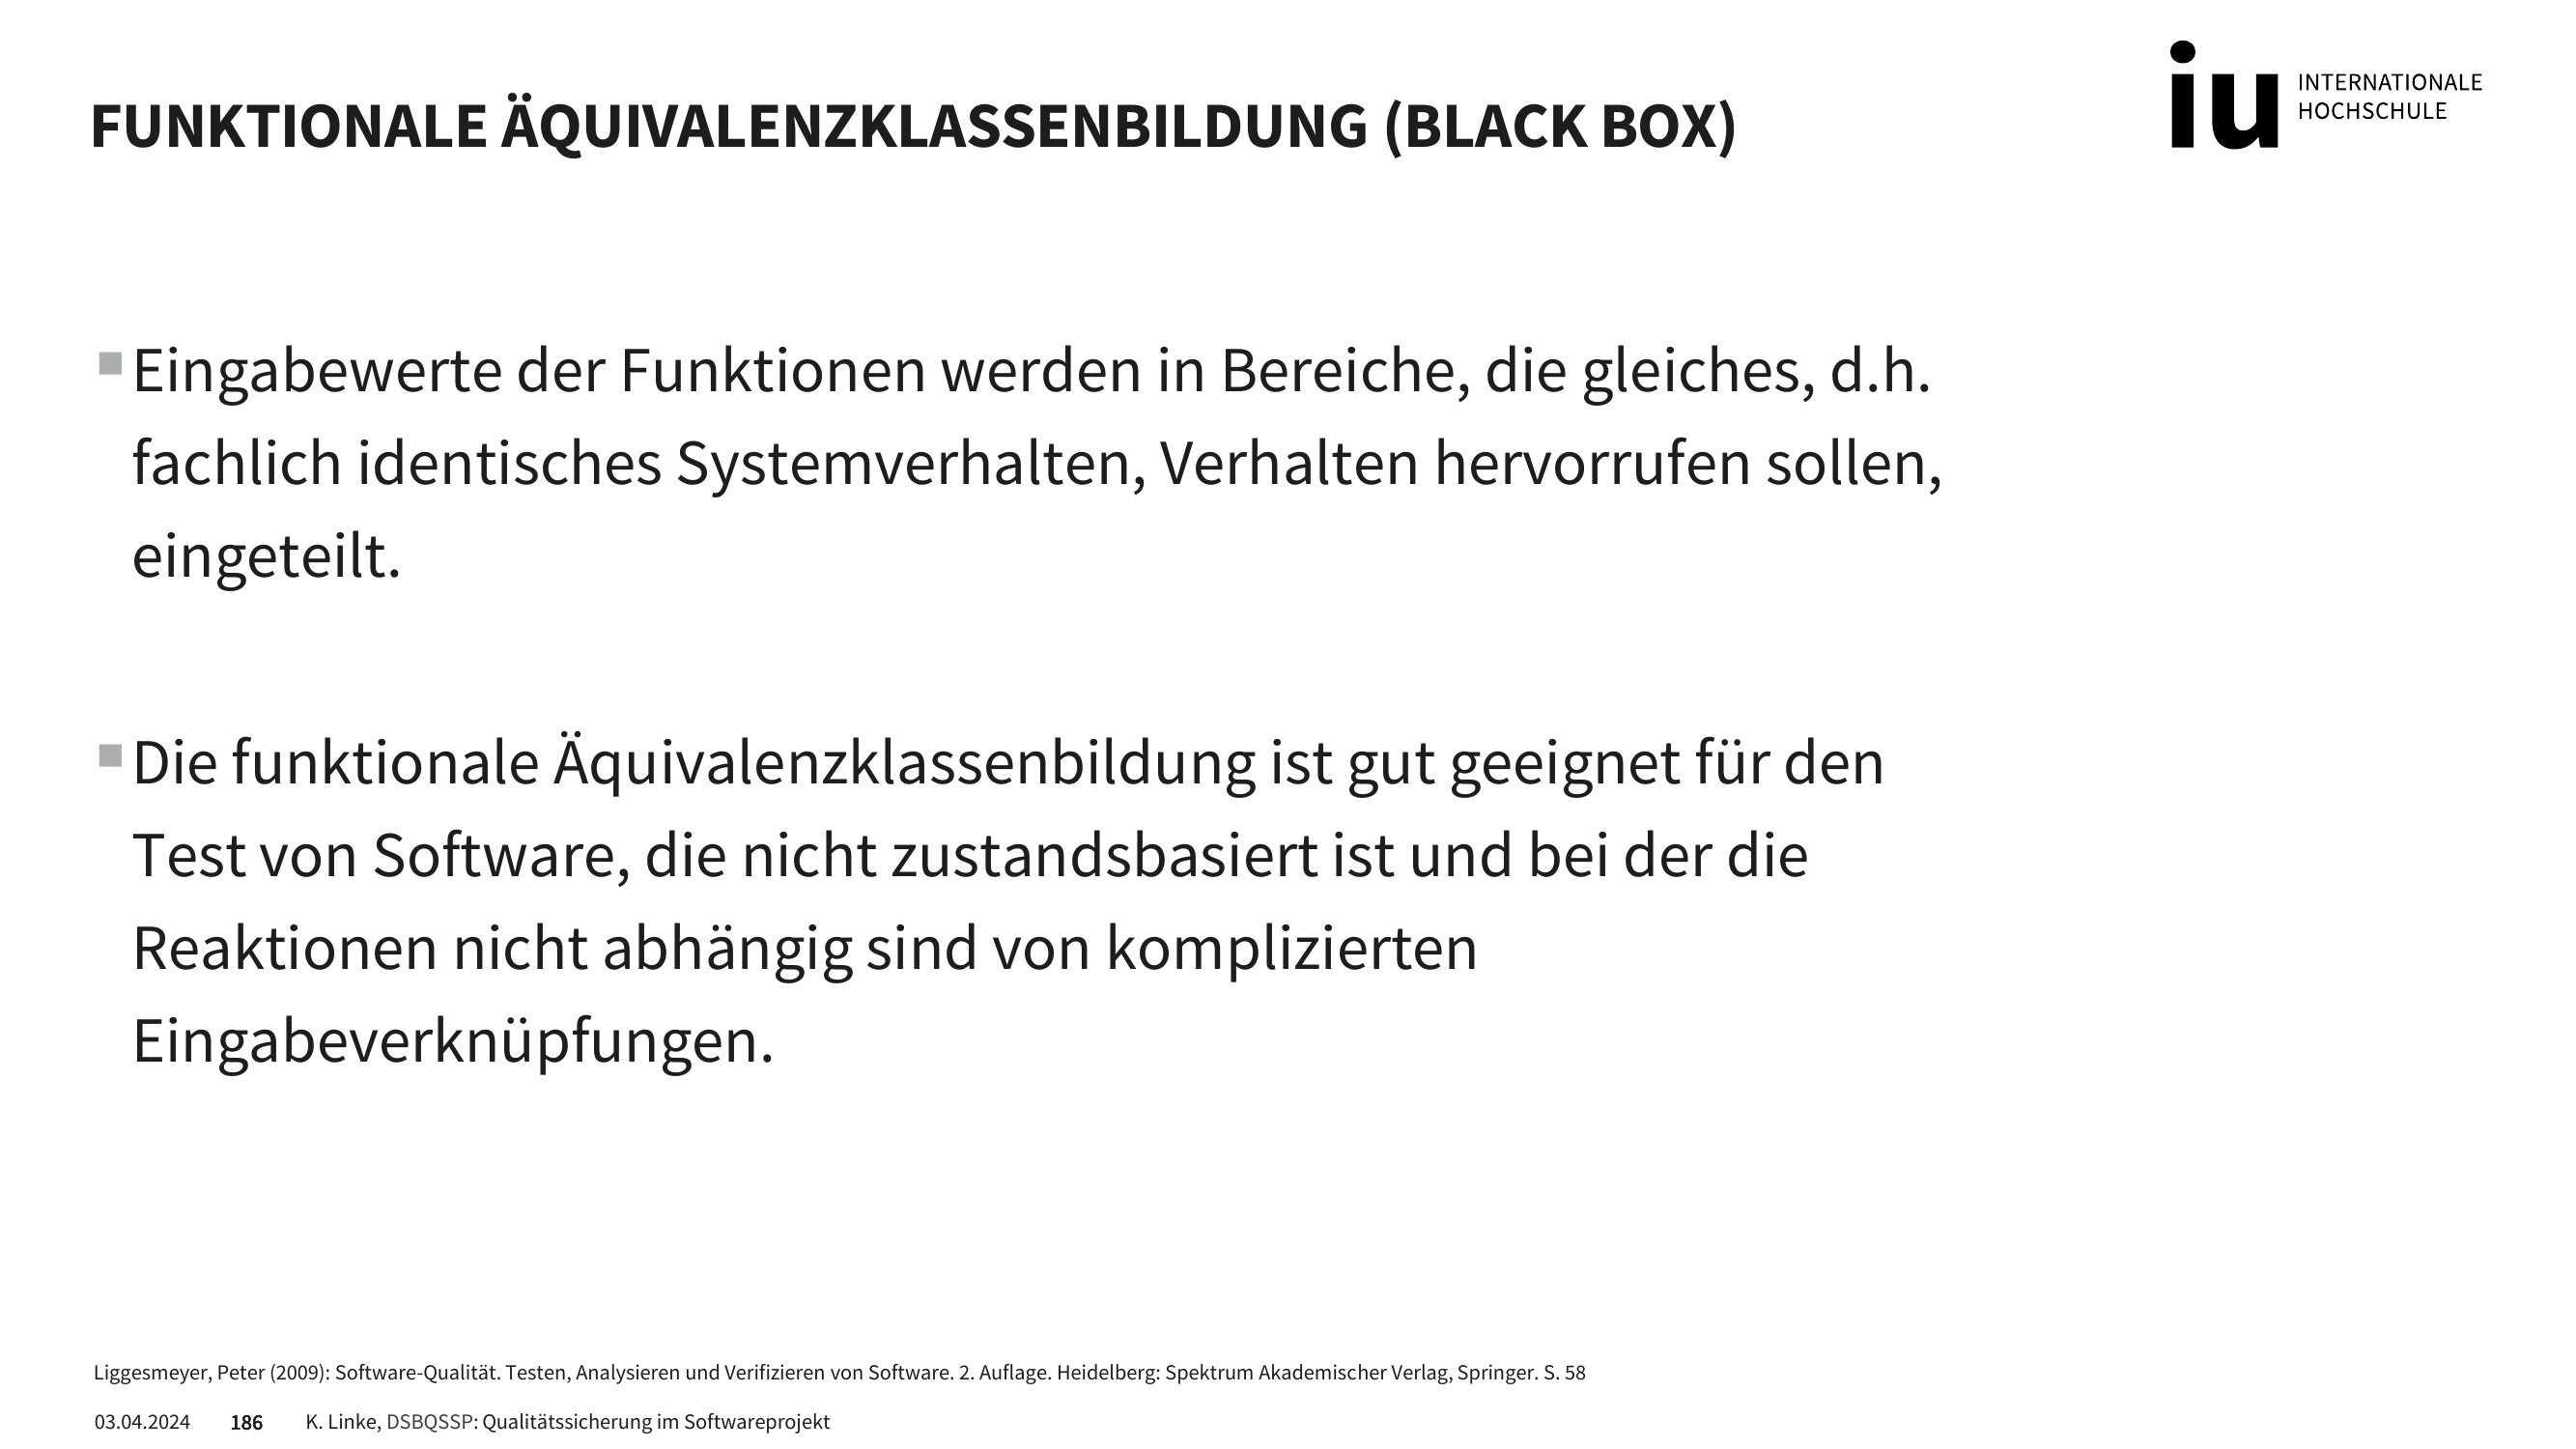 FUNKTIONALE ÄQUIVALENZKLASSENBILDUNG (BLACK BOX)
iu INTERNATIONALE
HOCHSCHULE
Eingabewerte der Funktionen werden in Bereiche, die gleiches, d.h.
fachlich identisches Systemverhalten, Verhalten hervorrufen sollen,
eingeteilt.
Die funktionale Äquivalenzklassenbildung ist gut geeignet für den
Test von Software, die nicht zustandsbasiert ist und bei der die
Reaktionen nicht abhängig sind von komplizierten
Eingabeverknüpfungen.
Liggesmeyer, Peter (2009): Software-Qualität. Testen, Analysieren und Verifizieren von Software. 2. Auflage. Heidelberg: Spektrum Akademischer Verlag, Springer. S. 58
03.04.2024 186 K. Linke, DSBQSSP: Qualitätssicherung im Softwareprojekt